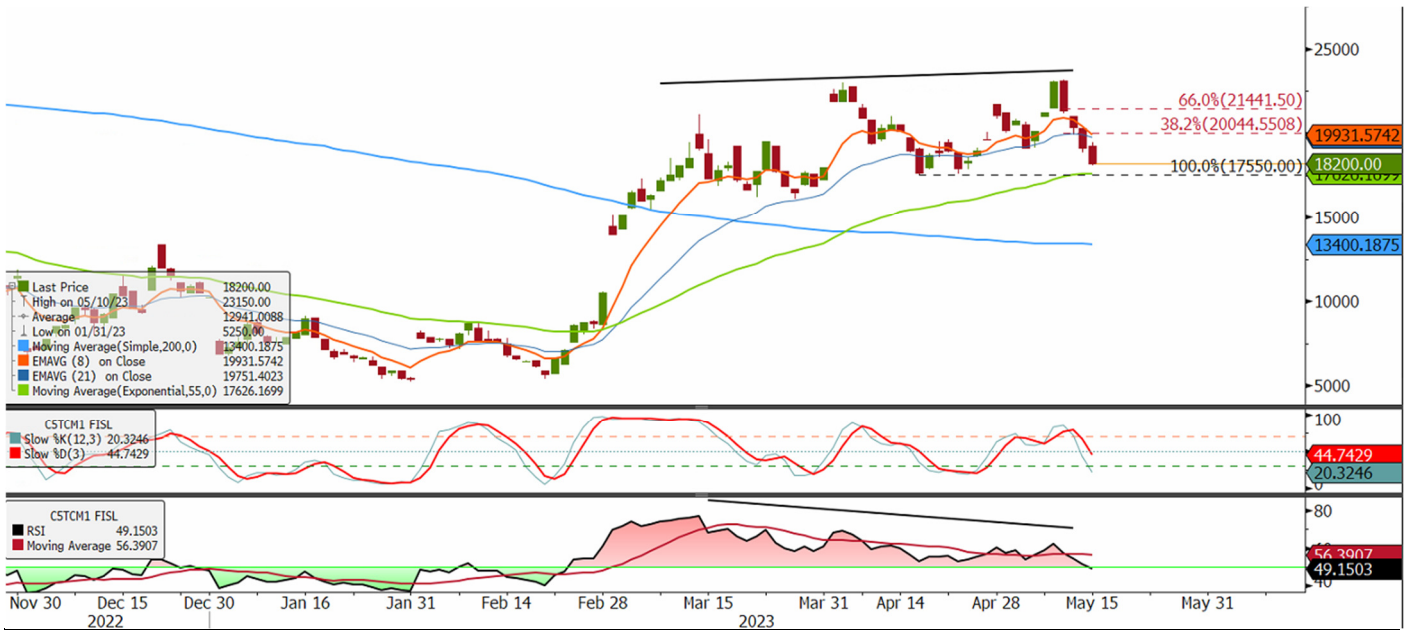 25000
66.0%(21441.50)
38.2%(20044.5508)
19931.5742
18200.00
100.0%(17550.00)
17626.1699
15000
13400.1875
10000
5000
Last Price 18200.00
High on 05/10/23 23150.00
Average 12941.0088
Low on 01/31/23 5250.00
Moving Average(Simple,200,0) 13400.1875
EMAVG (8) on Close 19931.5742
EMAVG (21) on Close 19751.4023
Moving Average(Exponential,55,0) 17626.1699
C5TCM1 FISL
Slow %K(12,3) 20.3246
Slow %D(3) 44.7429
100
44.7429
20.3246
0
C5TCM1 FISL
RSI 49.1503
Moving Average 56.3907
80
56.3907
49.1503
40
Nov 30 Dec 15 Dec 30 Jan 16 Jan 31 Feb 14 Feb 28 Mar 15 Mar 31 Apr 14 Apr 28 May 15 May 31
2022 2023